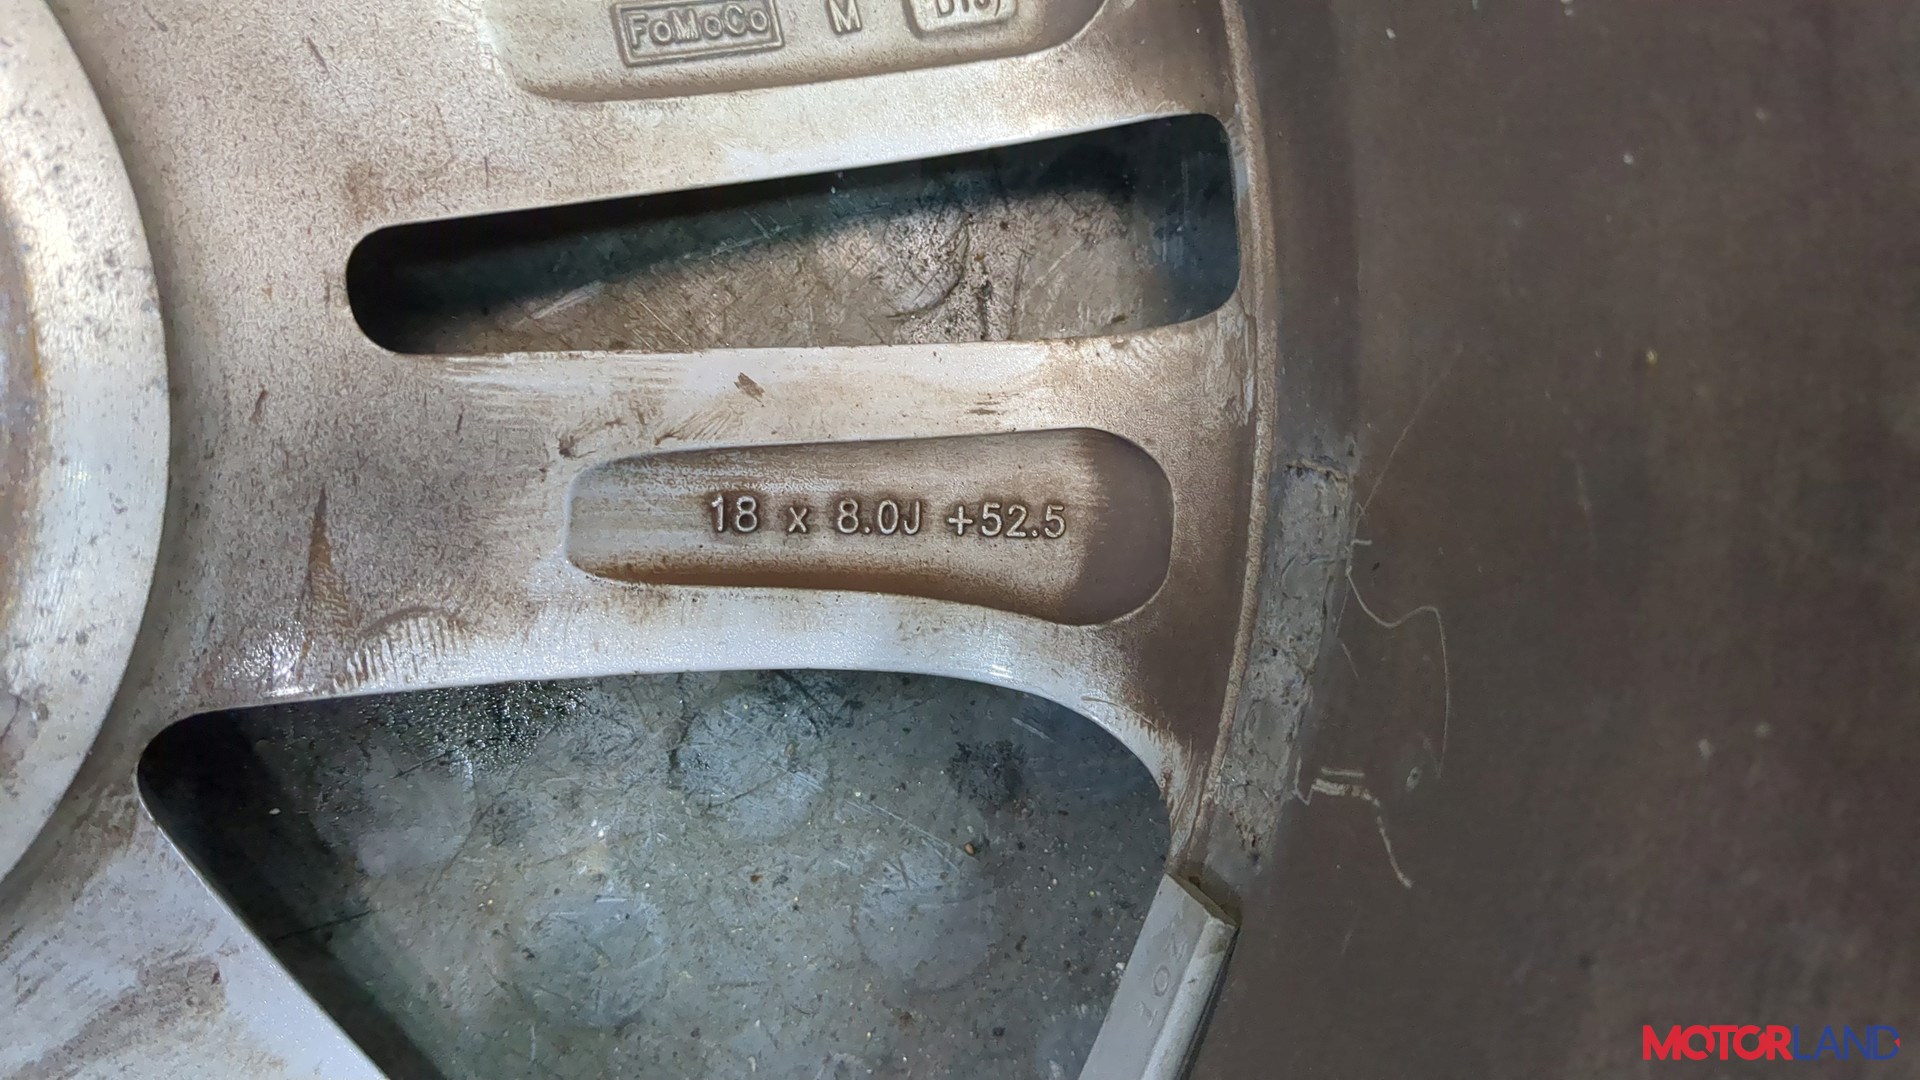 FoMoCo M
18 x 8.0J +52.5
MOTORLAND